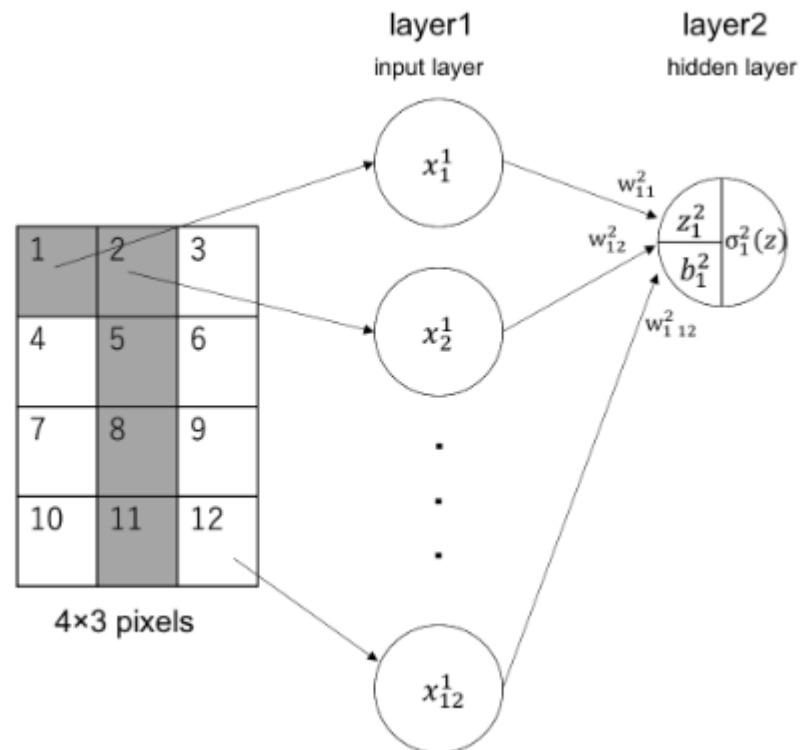 layer1 layer2
input layer hidden layer
x₁¹
w₁₁²
z₁² σ₁²(z)
w₁₂²
b₁²
1 2 3
x₂¹
w₁ ₁₂²
4 5 6
7 8 9
.
.
.
10 11 12
4×3 pixels
x₁₂¹